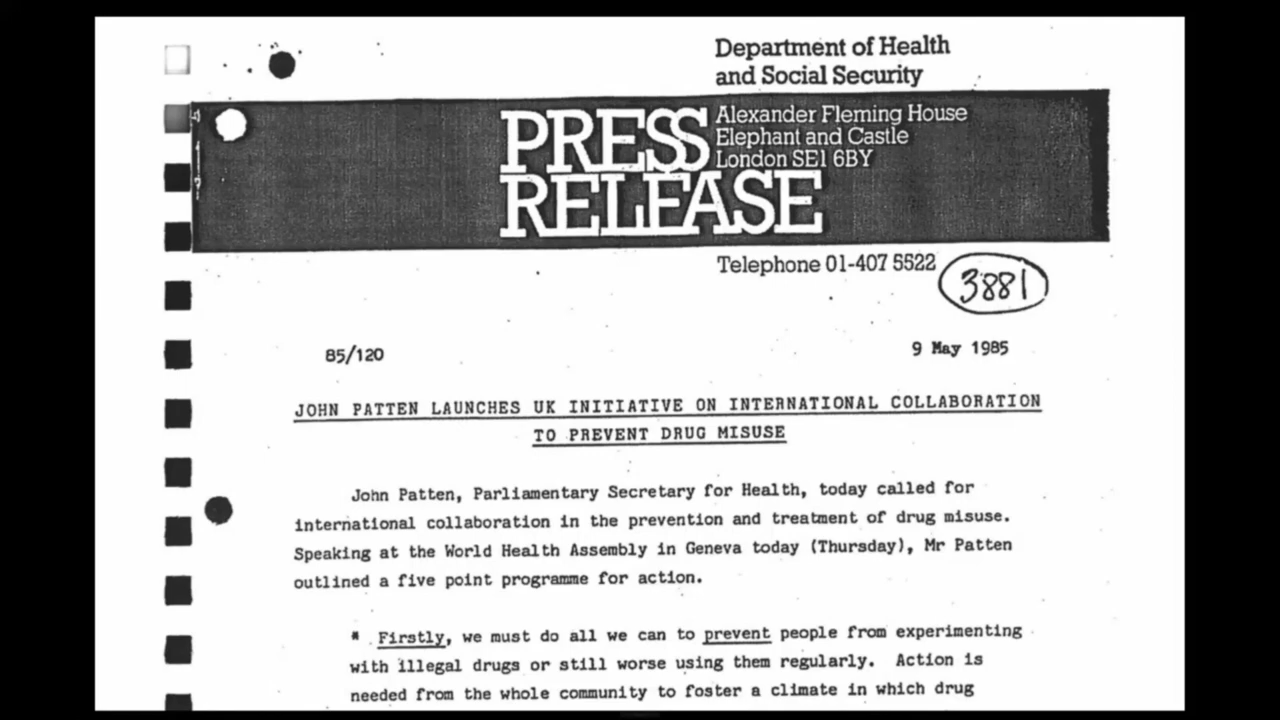 Department of Health
and Social Security
PRESS
RELEASE
Alexander Fleming House
Elephant and Castle
London SE1 6BY
Telephone 01-407 5522
3881
85/120
9 May 1985
JOHN PATTEN LAUNCHES UK INITIATIVE ON INTERNATIONAL COLLABORATION
TO PREVENT DRUG MISUSE
John Patten, Parliamentary Secretary for Health, today called for
international collaboration in the prevention and treatment of drug misuse.
Speaking at the World Health Assembly in Geneva today (Thursday), Mr Patten
outlined a five point programme for action.
* Firstly, we must do all we can to prevent people from experimenting
with illegal drugs or still worse using them regularly. Action is
needed from the whole community to foster a climate in which drug